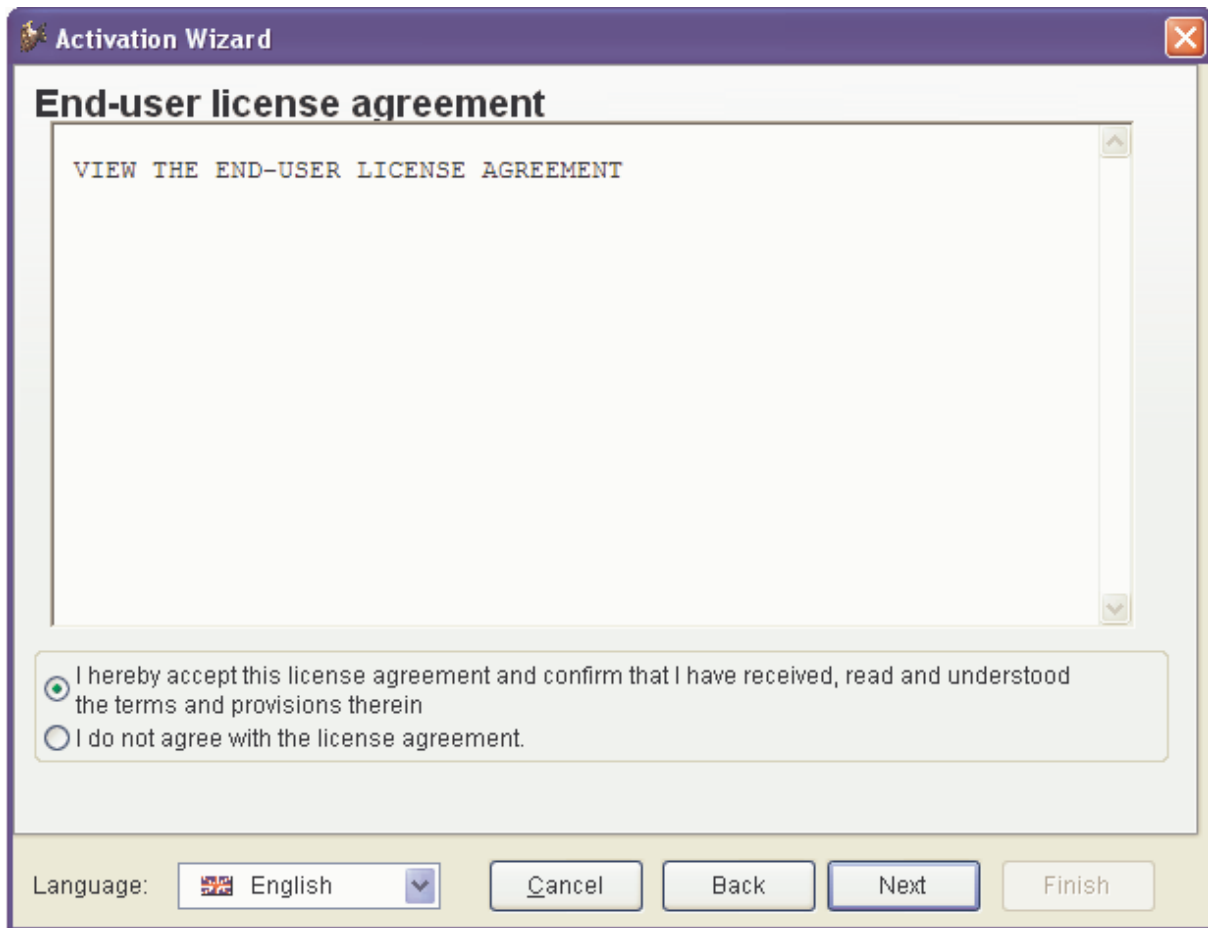 Activation Wizard
End-user license agreement
VIEW THE END-USER LICENSE AGREEMENT
I hereby accept this license agreement and confirm that I have received, read and understood
the terms and provisions therein
I do not agree with the license agreement.
Language: English Cancel Back Next Finish